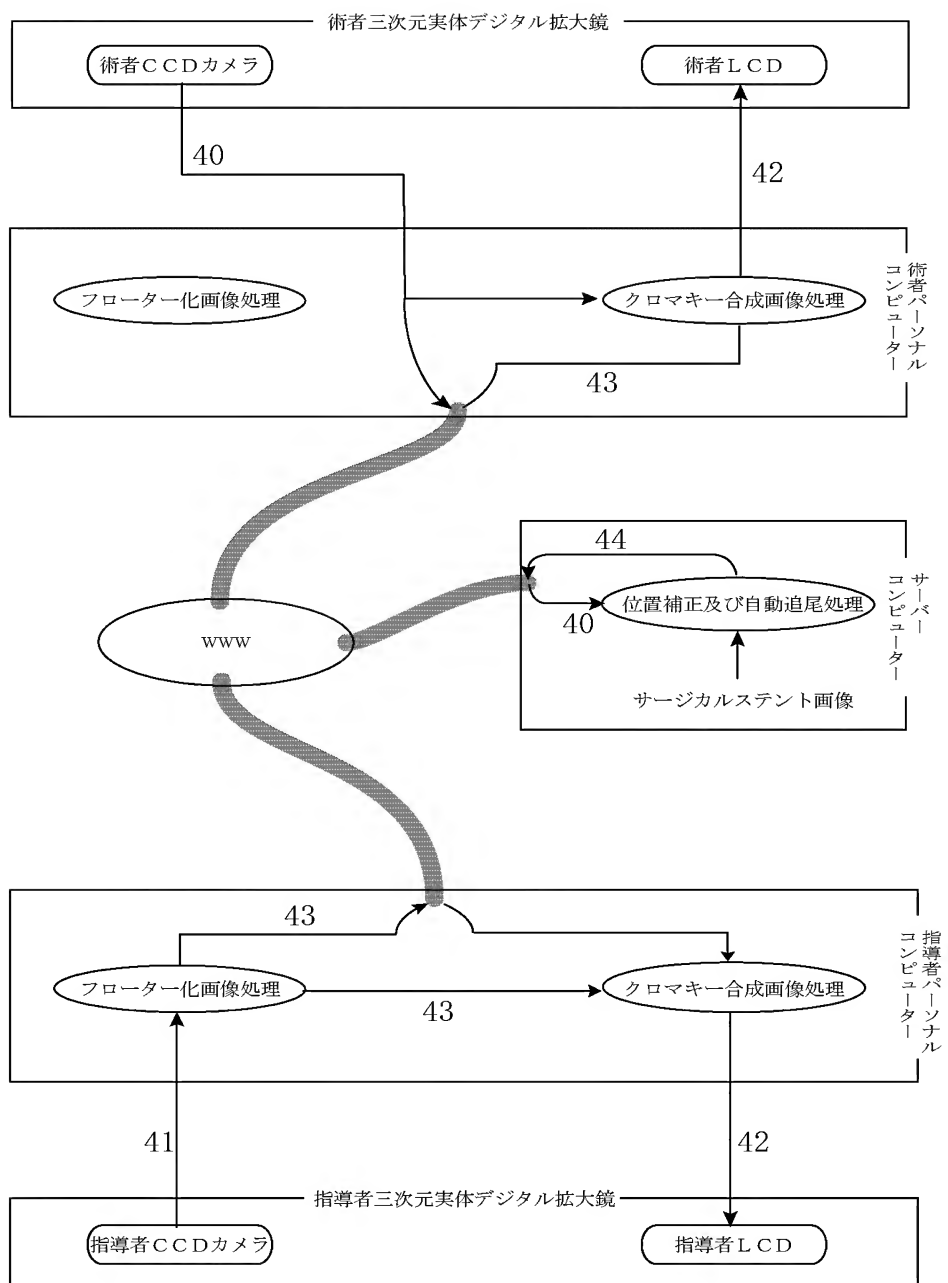 術者三次元実体デジタル拡大鏡
術者CCDカメラ
術者LCD
40
42
フローター化画像処理
クロマキー合成画像処理
術者パーソナル
コンピューター
43
44
サーバー
コンピューター
位置補正及び自動追尾処理
40
www
サージカルステント画像
43
指導者パーソナル
コンピューター
フローター化画像処理
クロマキー合成画像処理
43
41
42
指導者三次元実体デジタル拡大鏡
指導者CCDカメラ
指導者LCD